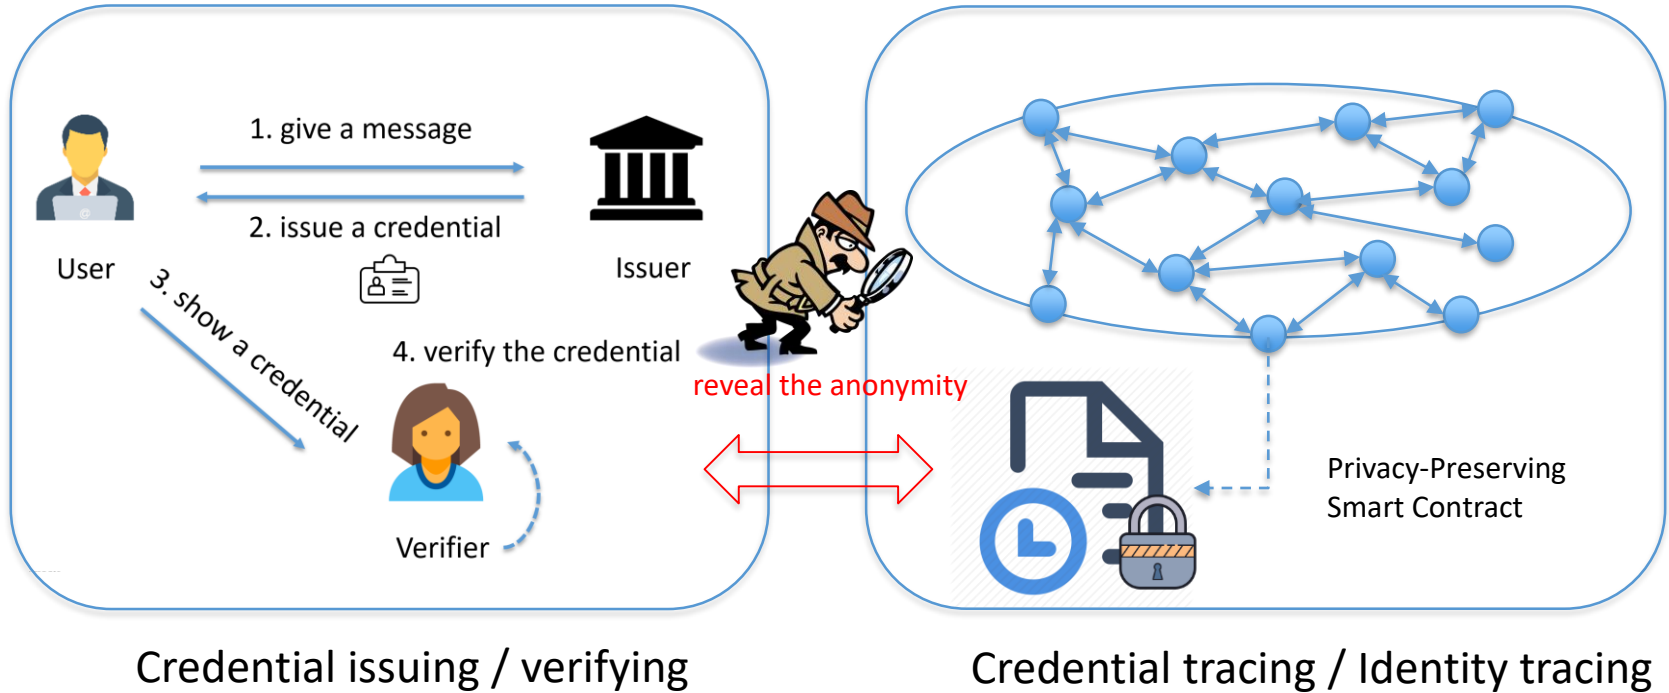 1. give a message
2. issue a credential
User
Issuer
3. show a credential
4. verify the credential
reveal the anonymity
Verifier
@
Privacy-Preserving
Smart Contract
Credential issuing / verifying
Credential tracing / Identity tracing